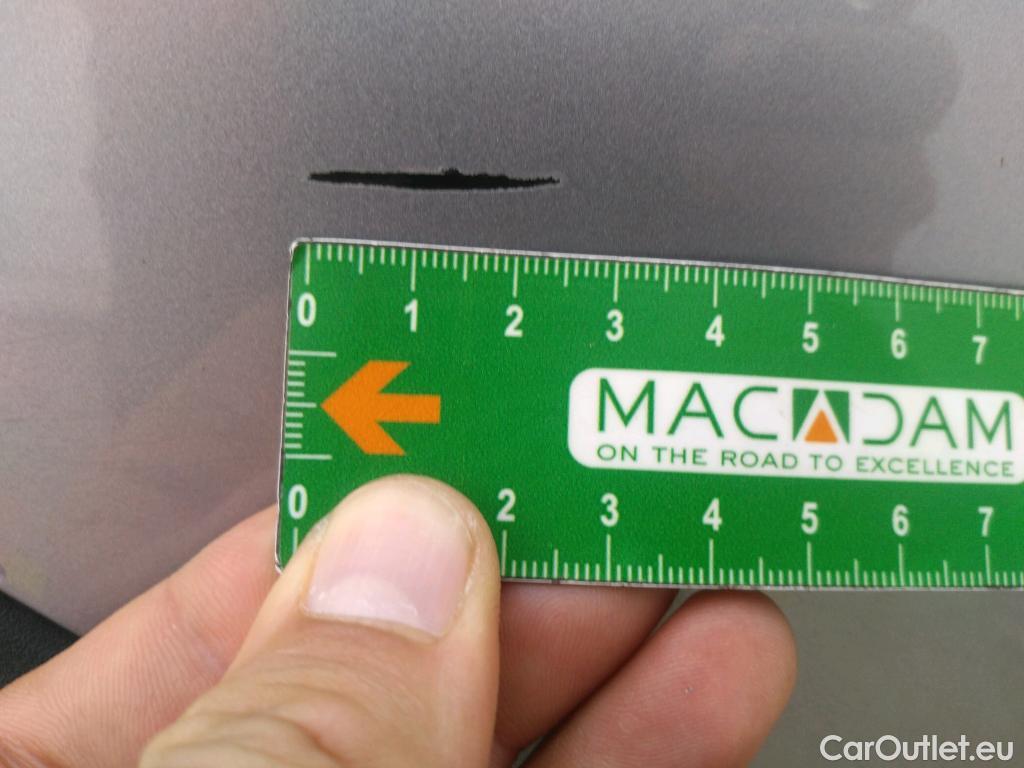 0 1 2 3 4 5 6 7
MACADAM
ON THE ROAD TO EXCELLENCE
0 2 3 4 5 6 7
CarOutlet.eu